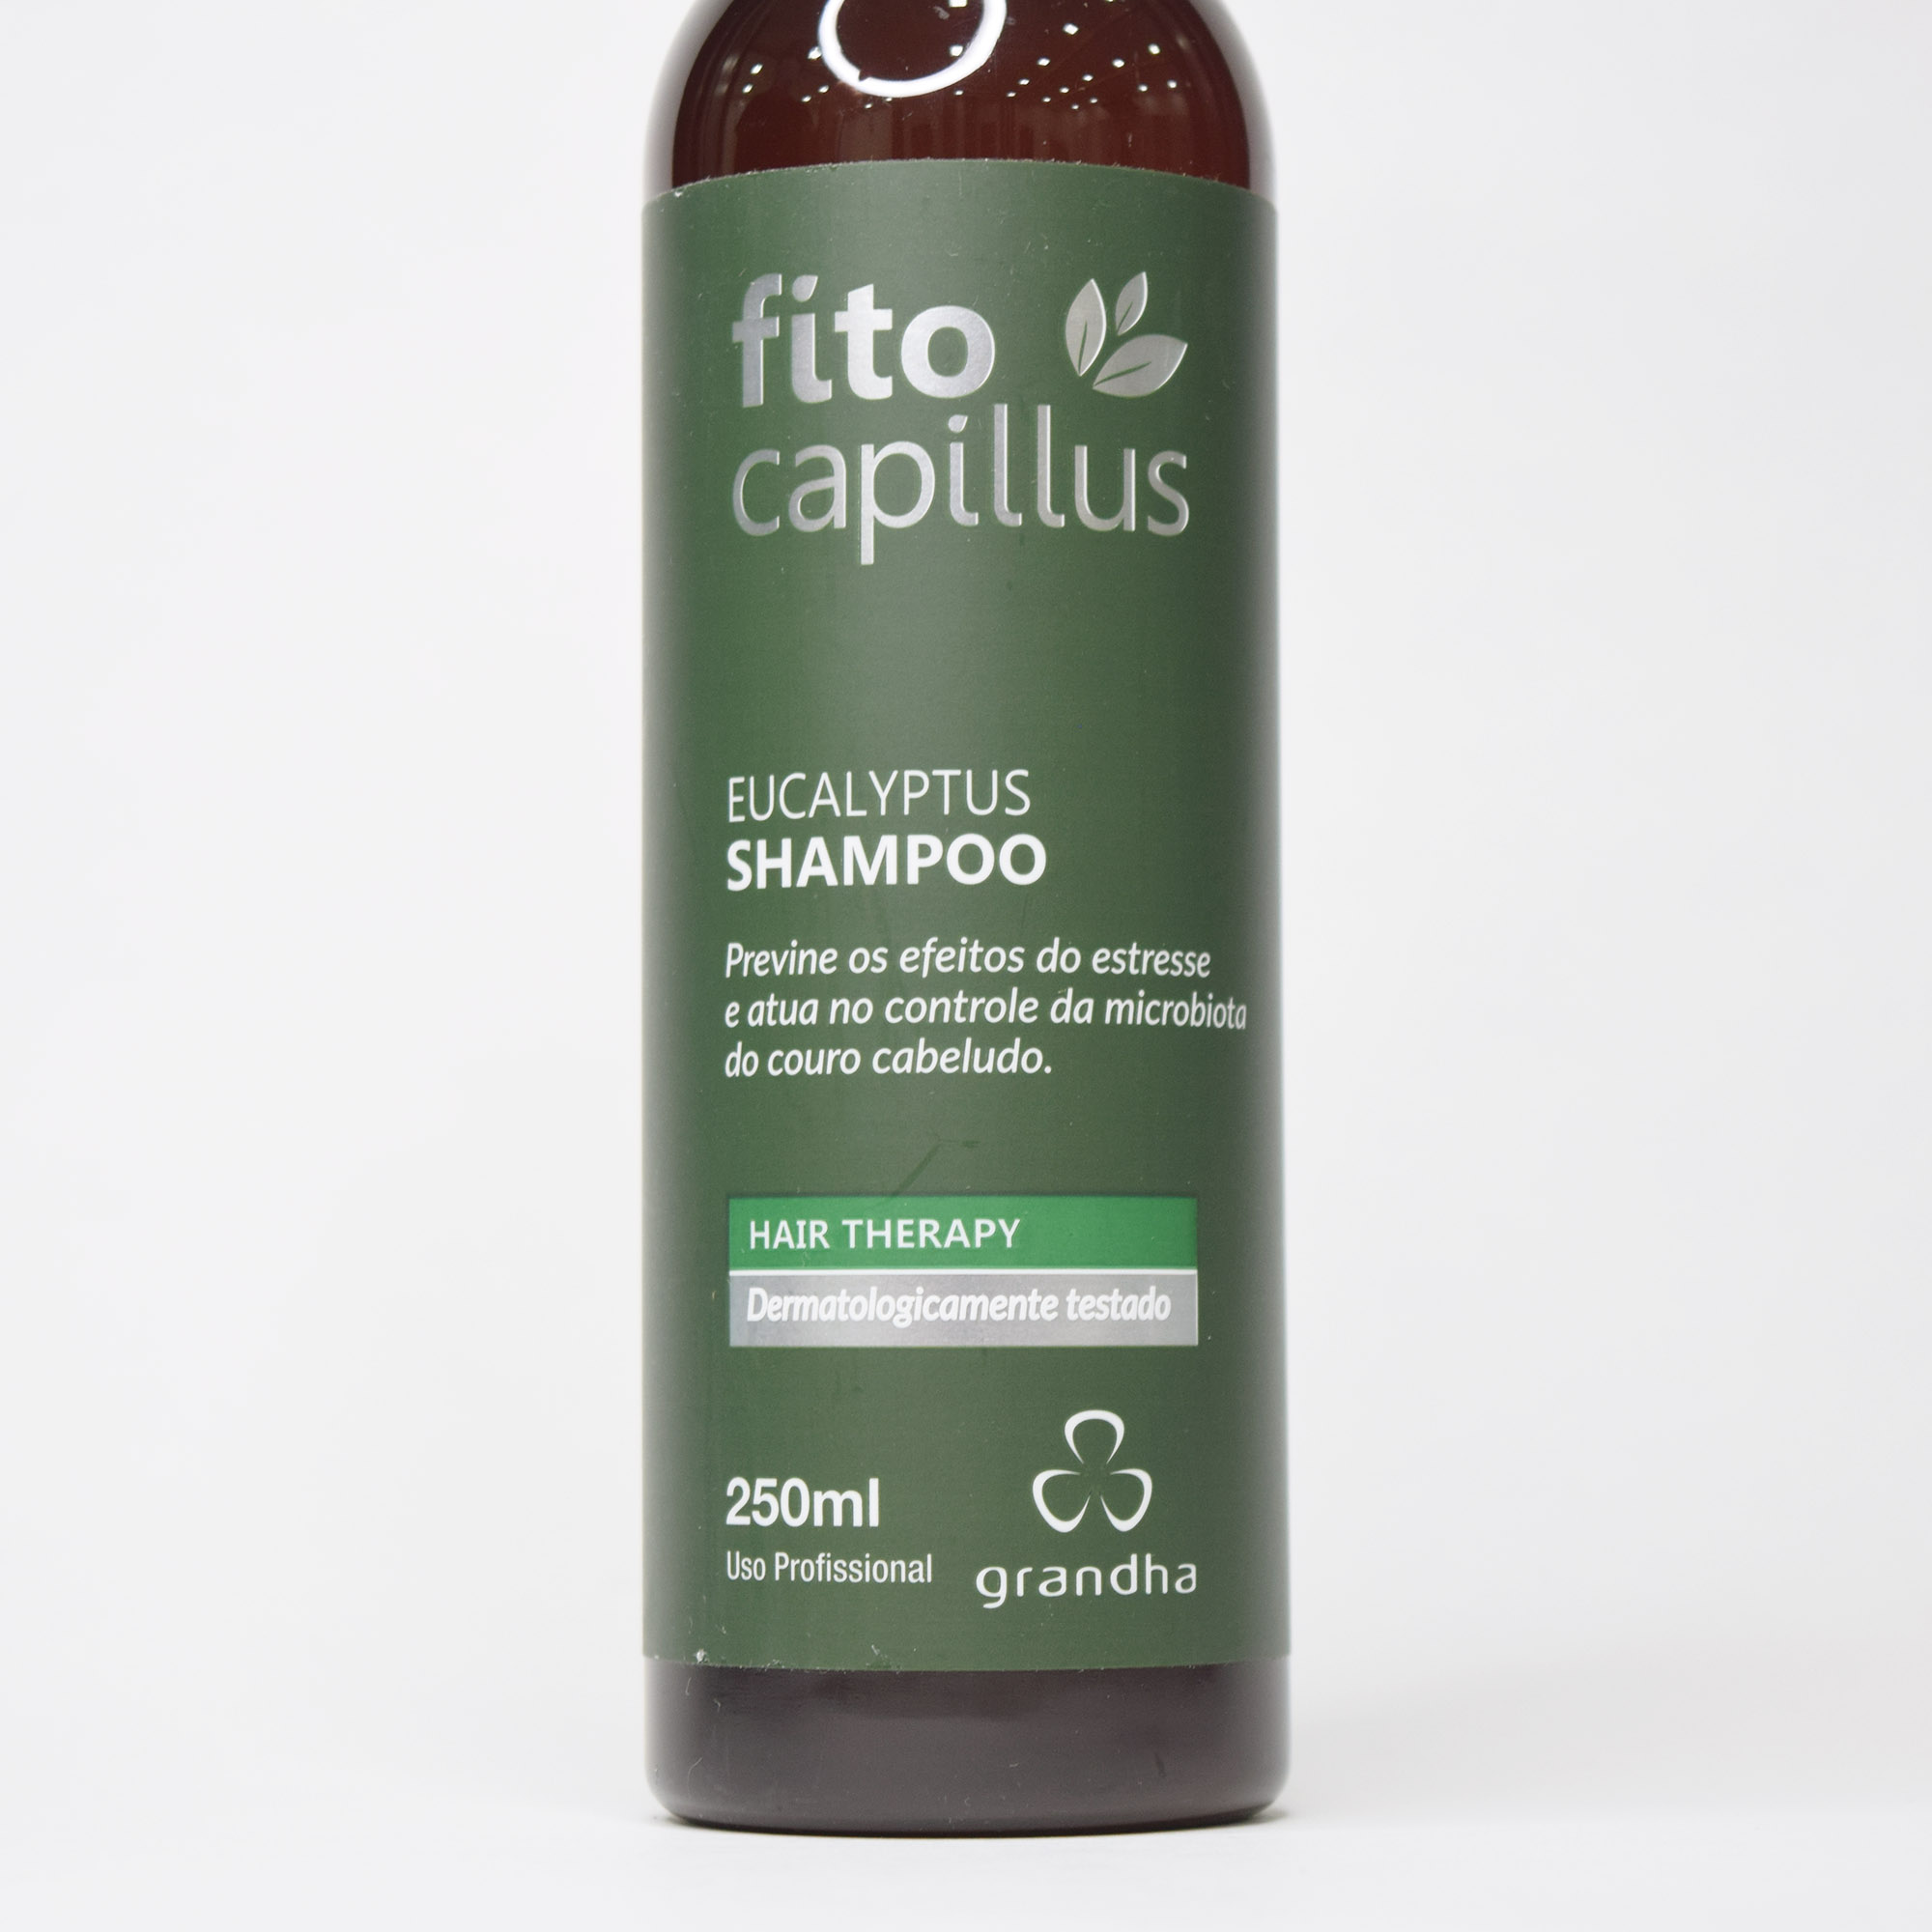 fito
capillus
EUCALYPTUS
SHAMPOO
Previne os efeitos do estresse
e atua no controle da microbiota
do couro cabeludo.
HAIR THERAPY
Dermatologicamente testado
250ml
Uso Profissional
grandha